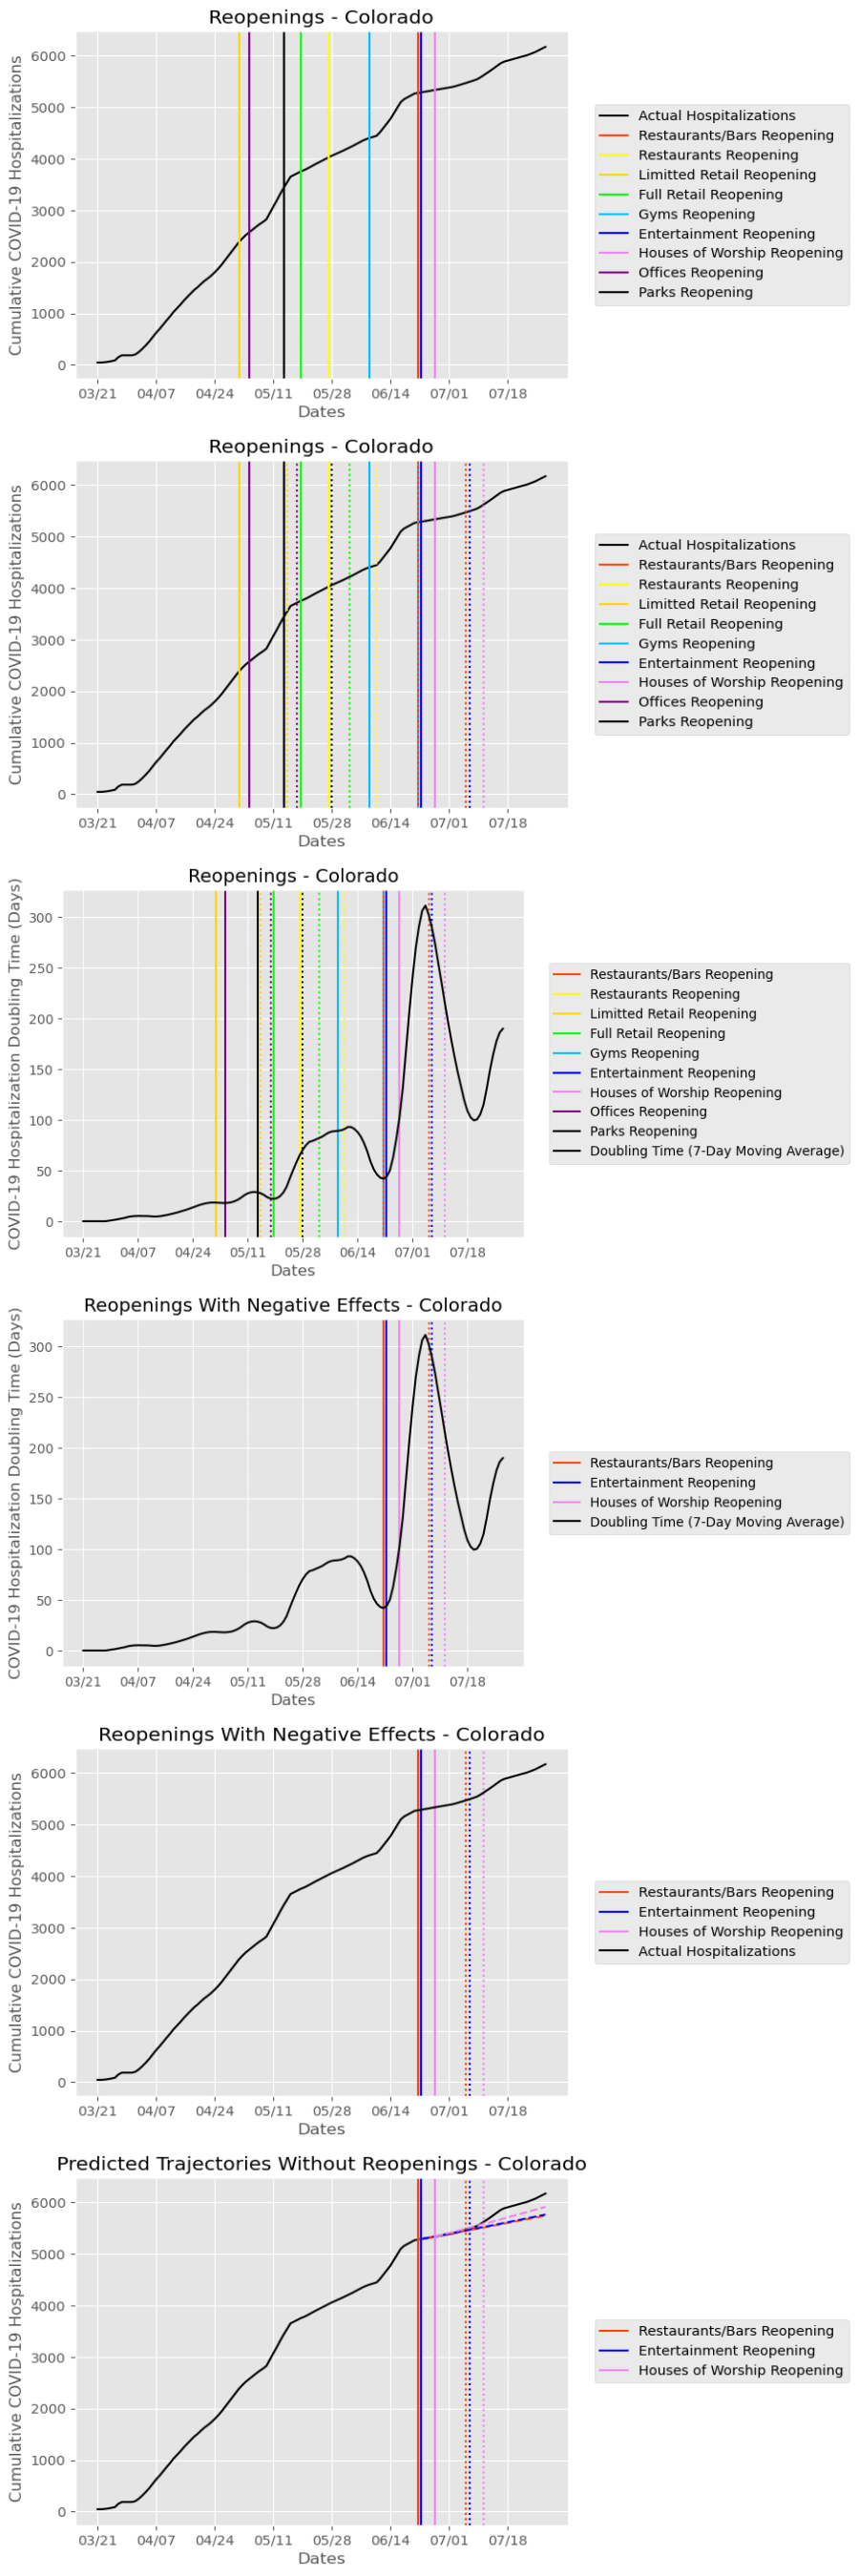 Reopenings - Colorado
Cumulative COVID-19 Hospitalizations
6000
5000
4000
3000
2000
1000
0
03/21 04/07 04/24 05/11 05/28 06/14 07/01 07/18
Dates
Actual Hospitalizations
Restaurants/Bars Reopening
Restaurants Reopening
Limitted Retail Reopening
Full Retail Reopening
Gyms Reopening
Entertainment Reopening
Houses of Worship Reopening
Offices Reopening
Parks Reopening
Reopenings - Colorado
Cumulative COVID-19 Hospitalizations
6000
5000
4000
3000
2000
1000
0
03/21 04/07 04/24 05/11 05/28 06/14 07/01 07/18
Dates
Actual Hospitalizations
Restaurants/Bars Reopening
Restaurants Reopening
Limitted Retail Reopening
Full Retail Reopening
Gyms Reopening
Entertainment Reopening
Houses of Worship Reopening
Offices Reopening
Parks Reopening
Reopenings - Colorado
COVID-19 Hospitalization Doubling Time (Days)
300
250
200
150
100
50
0
03/21 04/07 04/24 05/11 05/28 06/14 07/01 07/18
Dates
Restaurants/Bars Reopening
Restaurants Reopening
Limitted Retail Reopening
Full Retail Reopening
Gyms Reopening
Entertainment Reopening
Houses of Worship Reopening
Offices Reopening
Parks Reopening
Doubling Time (7-Day Moving Average)
Reopenings With Negative Effects - Colorado
COVID-19 Hospitalization Doubling Time (Days)
300
250
200
150
100
50
0
03/21 04/07 04/24 05/11 05/28 06/14 07/01 07/18
Dates
Restaurants/Bars Reopening
Entertainment Reopening
Houses of Worship Reopening
Doubling Time (7-Day Moving Average)
Reopenings With Negative Effects - Colorado
Cumulative COVID-19 Hospitalizations
6000
5000
4000
3000
2000
1000
0
03/21 04/07 04/24 05/11 05/28 06/14 07/01 07/18
Dates
Restaurants/Bars Reopening
Entertainment Reopening
Houses of Worship Reopening
Actual Hospitalizations
Predicted Trajectories Without Reopenings - Colorado
Cumulative COVID-19 Hospitalizations
6000
5000
4000
3000
2000
1000
0
03/21 04/07 04/24 05/11 05/28 06/14 07/01 07/18
Dates
Restaurants/Bars Reopening
Entertainment Reopening
Houses of Worship Reopening